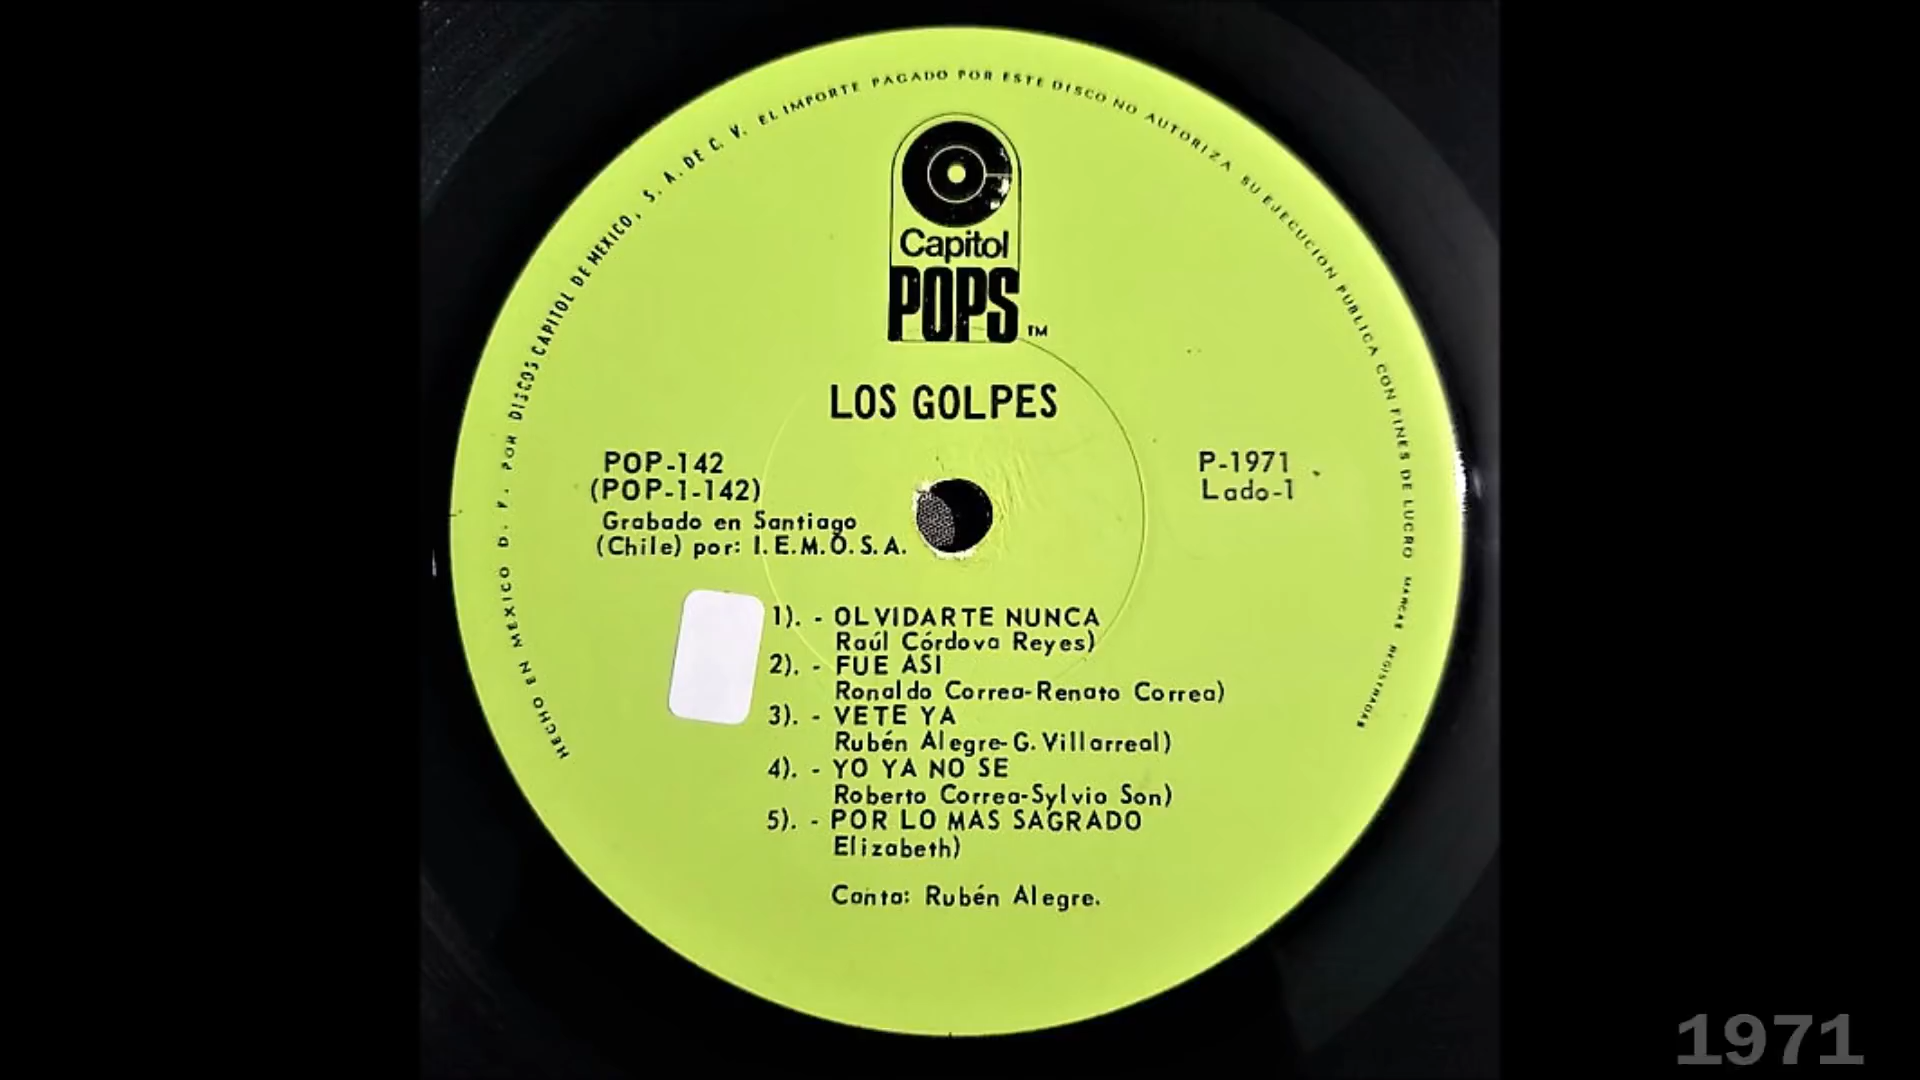 HECHO EN MEXICO D. F. POR DISCOS CAPITOL DE MEXICO, S. A. DE C. V. EL IMPORTE PAGADO POR ESTE DISCO NO AUTORIZA SU EJECUCION PUBLICA CON FINES DE LUCRO MARCAS REGISTRADAS
Capitol
POPS TM
LOS GOLPES
POP-142
(POP-1-142)
P-1971
Lado-1
Grabado en Santiago
(Chile) por: I.E.M.O.S.A.
1). - OLVIDARTE NUNCA
Raúl Córdova Reyes)
2). - FUE ASI
Ronaldo Correa-Renato Correa)
3). - VETE YA
Rubén Alegre-G. Villarreal)
4). - YO YA NO SE
Roberto Correa-Sylvio Son)
5). - POR LO MAS SAGRADO
Elizabeth)
Canta: Rubén Alegre.
1971